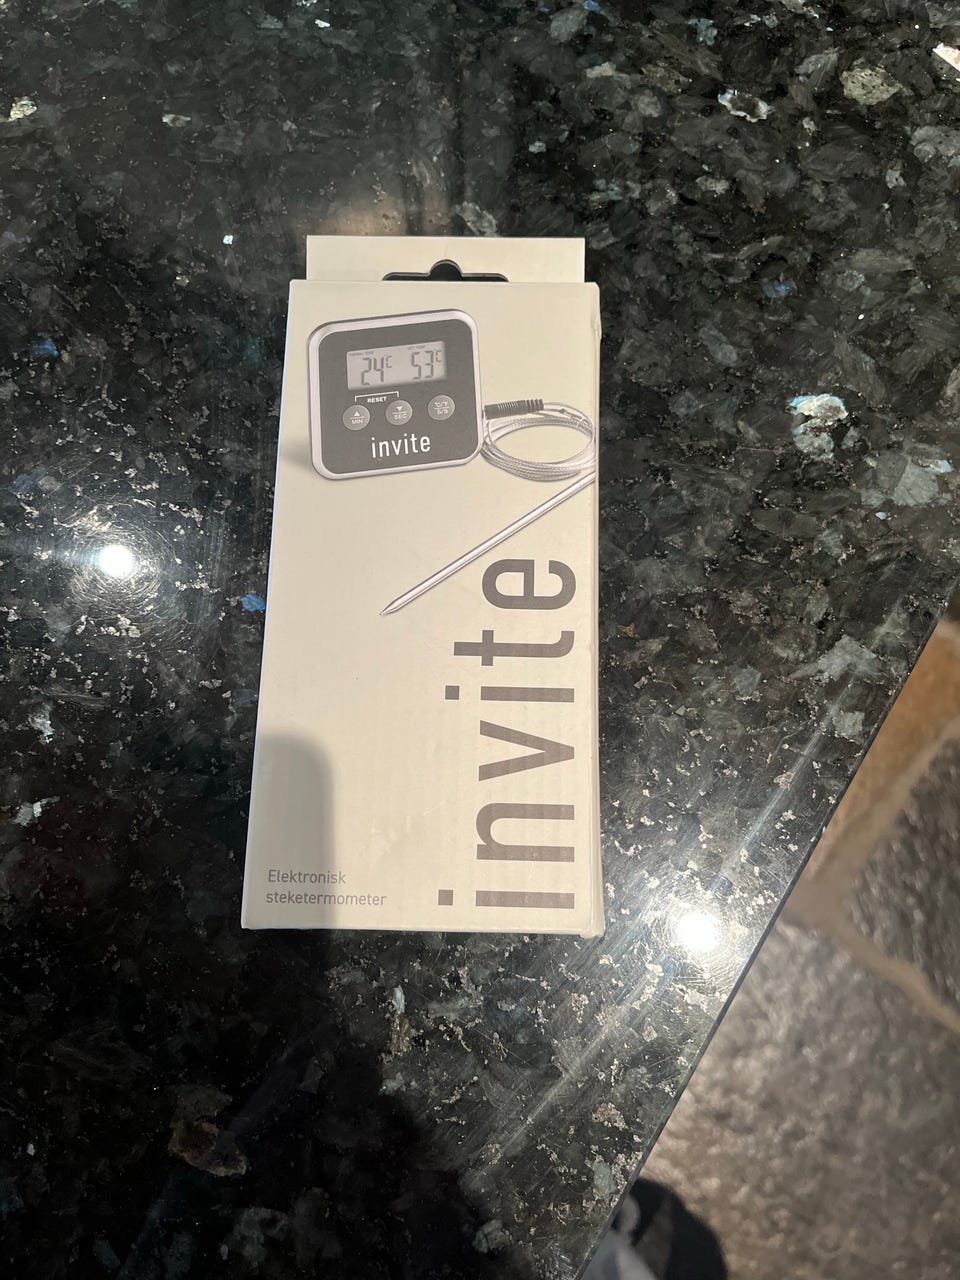 24°C 53°C
RESET
MIN
SEC
°C/°F
S/S
invite
invite
Elektronisk
steketermometer